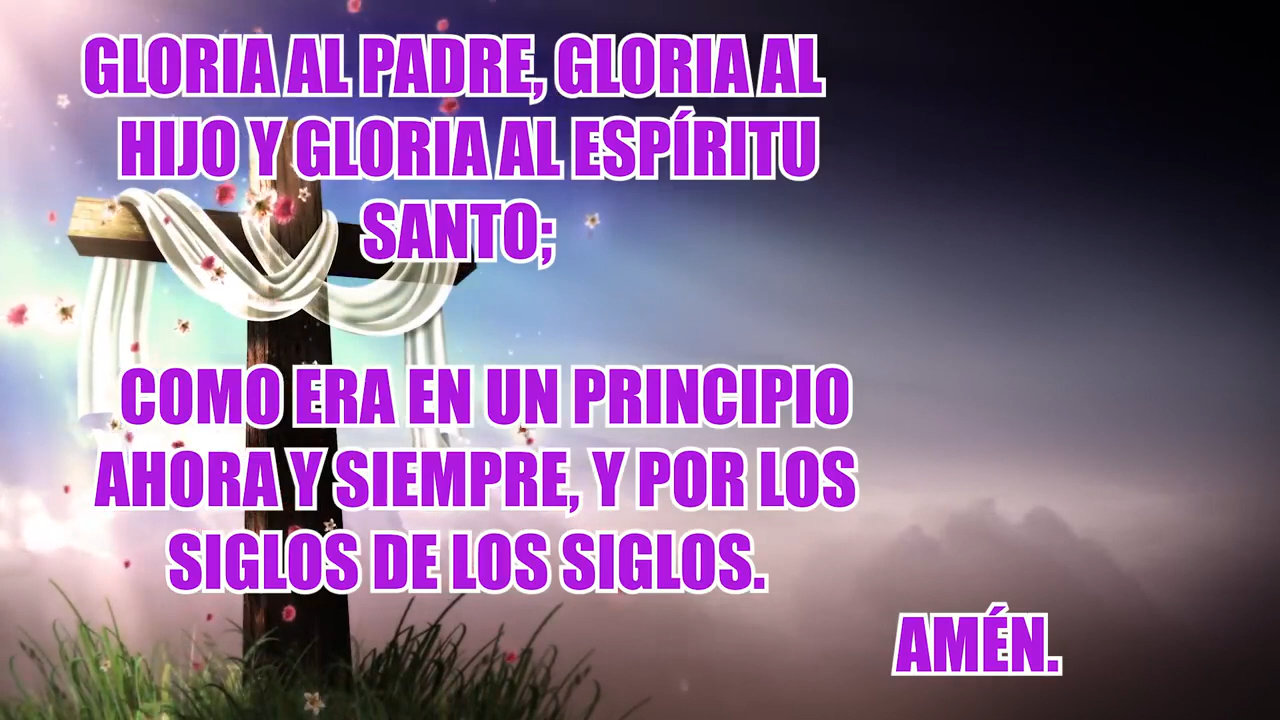 GLORIA AL PADRE, GLORIA AL
HIJO Y GLORIA AL ESPÍRITU
SANTO;
COMO ERA EN UN PRINCIPIO
AHORA Y SIEMPRE, Y POR LOS
SIGLOS DE LOS SIGLOS.
AMÉN.